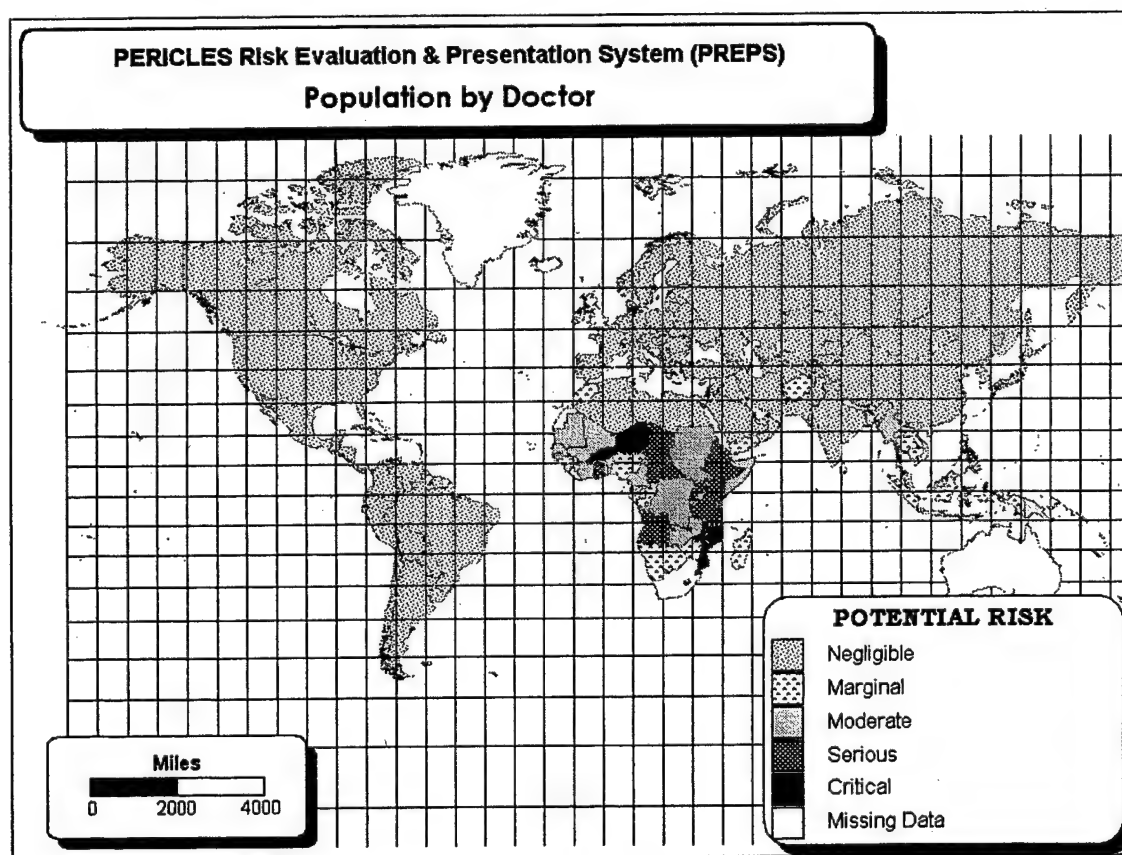 PERICLES Risk Evaluation & Presentation System (PREPS)
Population by Doctor
POTENTIAL RISK
Negligible
Marginal
Moderate
Serious
Critical
Missing Data
Miles
0 2000 4000